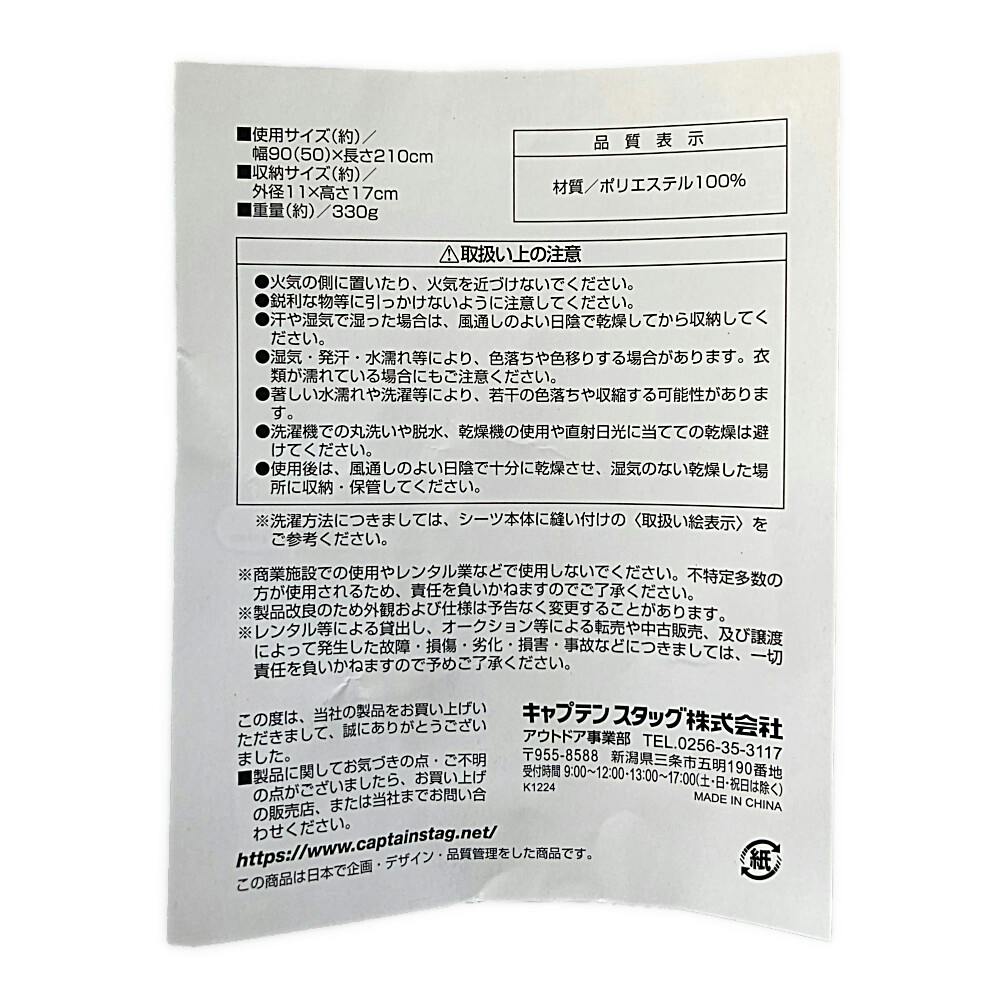 ■使用サイズ(約)／
幅90(50)×長さ210cm
■収納サイズ(約)／
外径11×高さ17cm
■重量(約)／330g
品質表示
材質／ポリエステル100%
⚠取扱い上の注意
●火気の側に置いたり、火気を近づけないでください。
●鋭利な物等に引っかけないように注意してください。
●汗や湿気で湿った場合は、風通しのよい日陰で乾燥してから収納してく
ださい。
●湿気・発汗・水濡れ等により、色落ちや色移りする場合があります。衣
類が濡れている場合にもご注意ください。
●著しい水濡れや洗濯等により、若干の色落ちや収縮する可能性がありま
す。
●洗濯機での丸洗いや脱水、乾燥機の使用や直射日光に当てての乾燥は避
けてください。
●使用後は、風通しのよい日陰で十分に乾燥させ、湿気のない乾燥した場
所に収納・保管してください。
※洗濯方法につきましては、シーツ本体に縫い付けの〈取扱い絵表示〉を
ご参考ください。
※商業施設での使用やレンタル業などで使用しないでください。不特定多数の
方が使用されるため、責任を負いかねますのでご了承ください。
※製品改良のため外観および仕様は予告なく変更することがあります。
※レンタル等による貸出し、オークション等による転売や中古販売、及び譲渡
によって発生した故障・損傷・劣化・損害・事故などにつきましては、一切
責任を負いかねますので予めご了承ください。
この度は、当社の製品をお買い上げい
ただきまして、誠にありがとうござい
ました。
■製品に関してお気づきの点・ご不明
の点がございましたら、お買い上げ
の販売店、または当社までお問い合
わせください。
https://www.captainstag.net/
この商品は日本で企画・デザイン・品質管理をした商品です。
キャプテンスタッグ株式会社
アウトドア事業部 TEL.0256-35-3117
〒955-8588 新潟県三条市五明190番地
受付時間 9:00〜12:00・13:00〜17:00(土・日・祝日は除く)
K1224
MADE IN CHINA
紙